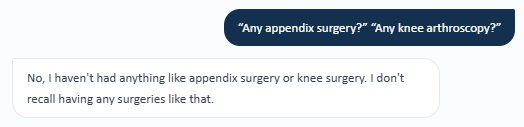 “Any appendix surgery?” “Any knee arthroscopy?”
No, I haven't had anything like appendix surgery or knee surgery. I don't
recall having any surgeries like that.